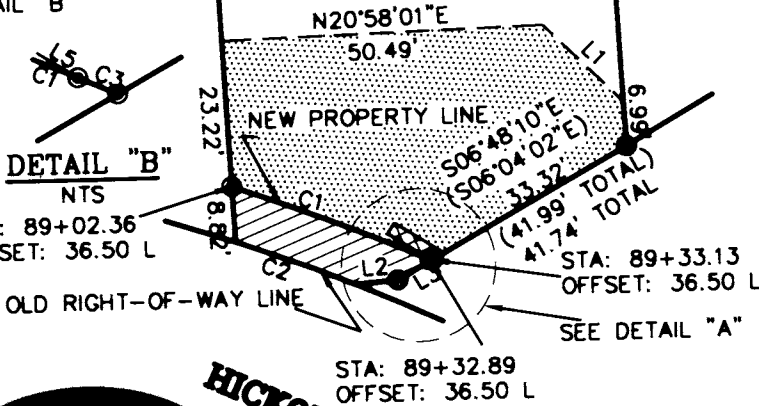 AIL "B"
N20°58'01"E
50.49'
L1
L5
C1
C3
23.22'
NEW PROPERTY LINE
6.99'
S06°48'10"E
(S06°04'02"E)
33.32'
(41.99' TOTAL)
41.74' TOTAL
DETAIL "B"
NTS
: 89+02.36
SET: 36.50 L
8.82'
C1
C2
L2
L3
STA: 89+33.13
OFFSET: 36.50 L
OLD RIGHT-OF-WAY LINE
SEE DETAIL "A"
STA: 89+32.89
OFFSET: 36.50 L
HICKO